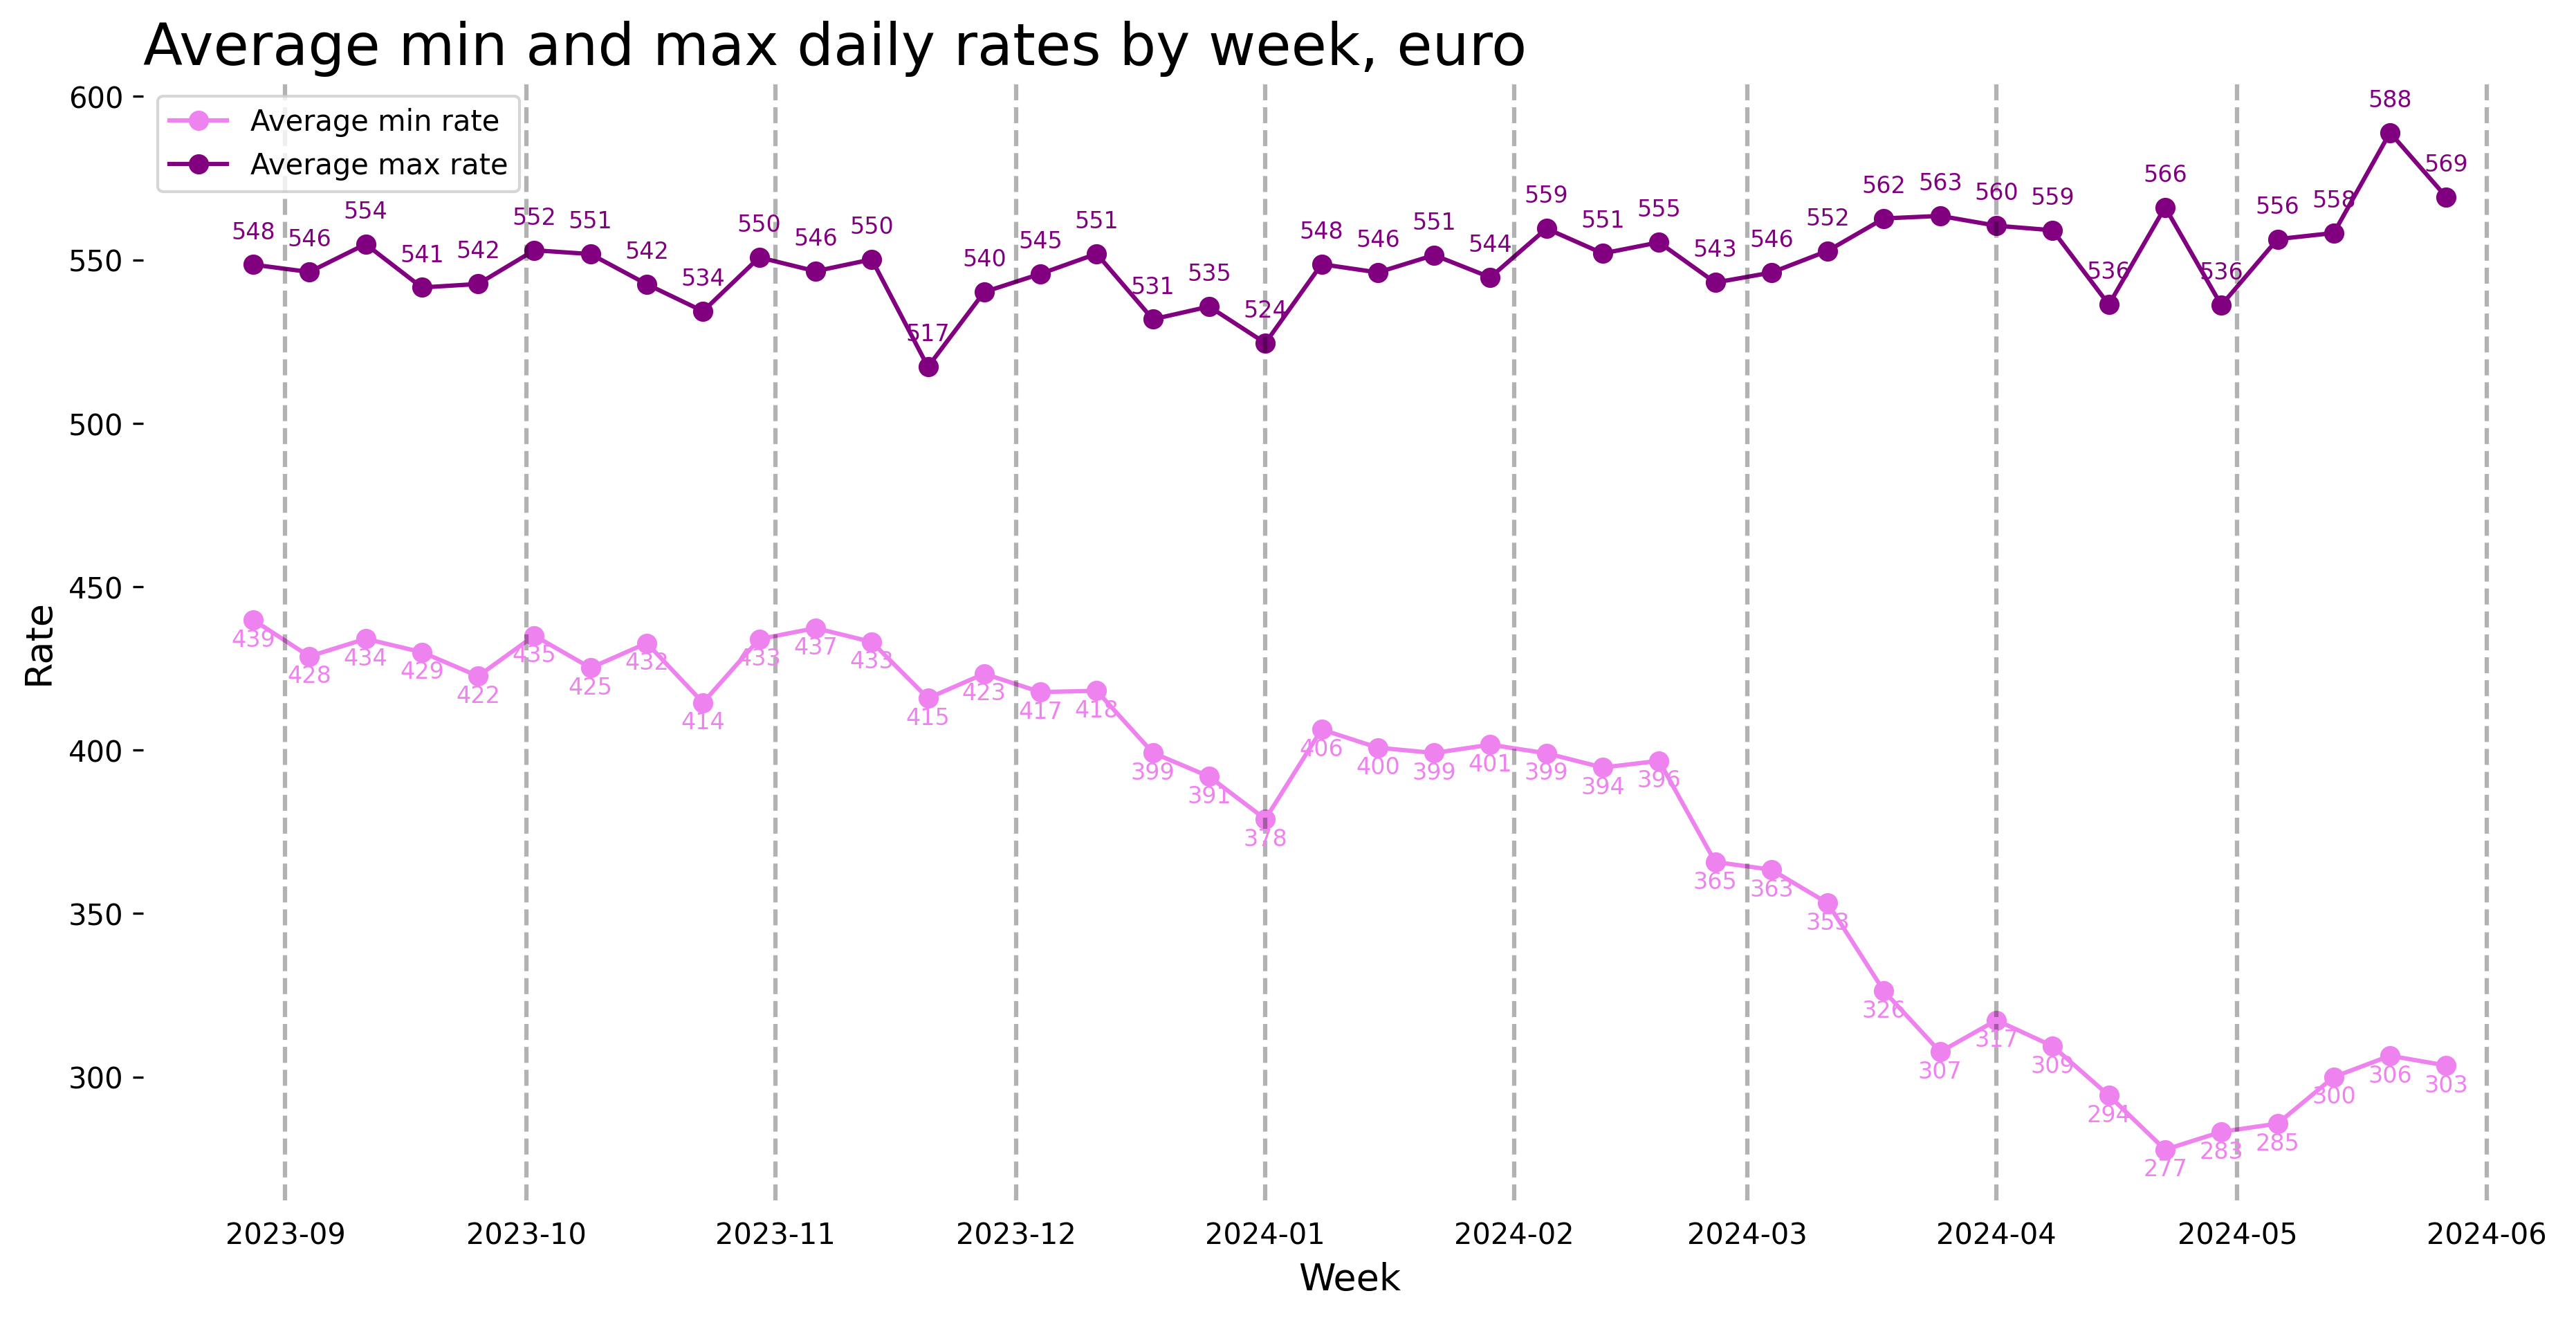 Average min and max daily rates by week, euro
Average min rate
Average max rate
Rate
600
550
500
450
400
350
300
548 546 554 541 542 552 551 542 534 550 546 550 517 540 545 551 531 535 524 548 546 551 544 559 551 555 543 546 552 562 563 560 559 536 566 536 556 558 588 569
439 428 434 429 422 435 425 432 414 433 437 433 415 423 417 418 399 391 378 406 400 399 401 399 394 396 365 363 353 326 307 317 309 294 277 283 285 300 306 303
2023-09 2023-10 2023-11 2023-12 2024-01 2024-02 2024-03 2024-04 2024-05 2024-06
Week